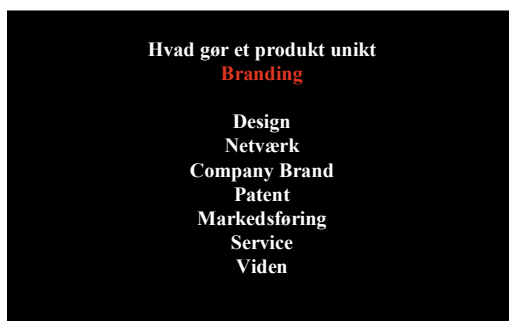 Hvad gør et produkt unikt
Branding
Design
Netværk
Company Brand
Patent
Markedsføring
Service
Viden